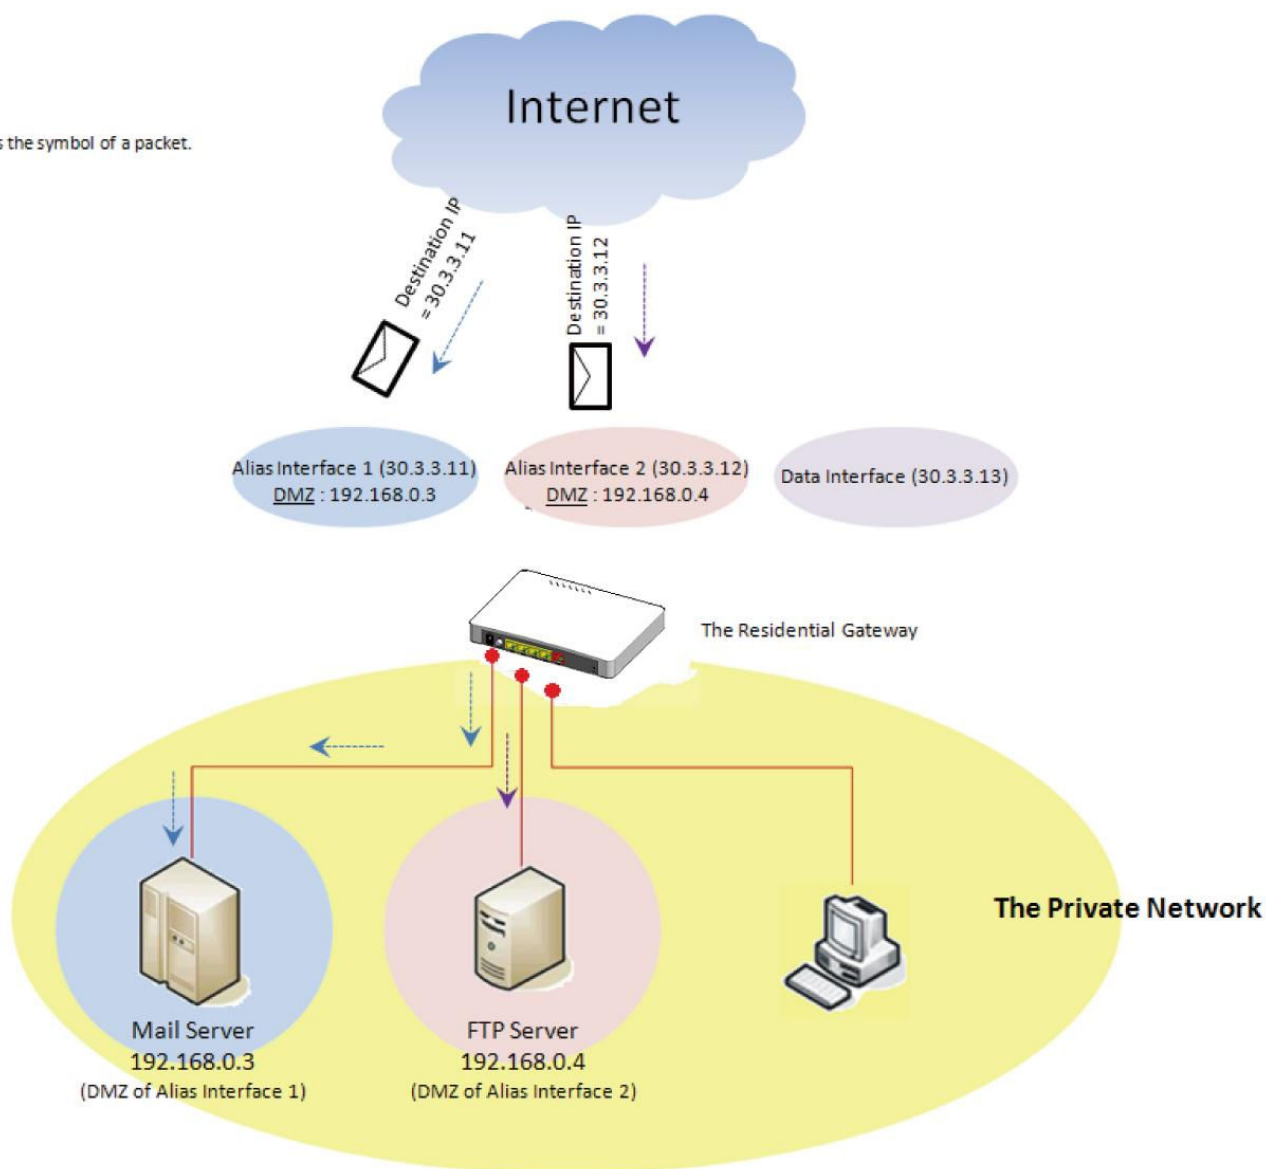 Internet
s the symbol of a packet.
Destination IP
= 30.3.3.11
Destination IP
= 30.3.3.12
Alias Interface 1 (30.3.3.11)
DMZ : 192.168.0.3
Alias Interface 2 (30.3.3.12)
DMZ : 192.168.0.4
Data Interface (30.3.3.13)
The Residential Gateway
The Private Network
Mail Server
192.168.0.3
(DMZ of Alias Interface 1)
FTP Server
192.168.0.4
(DMZ of Alias Interface 2)